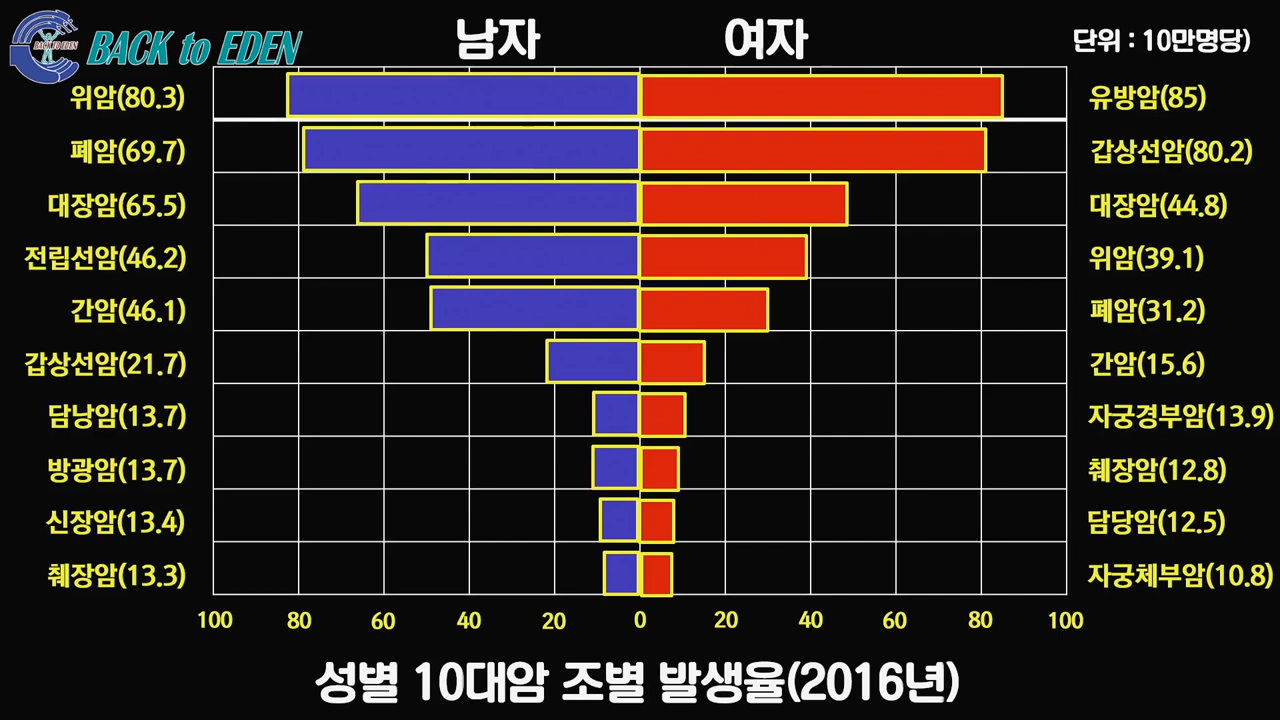 BACK TO EDEN
BACK to EDEN
남자
여자
단위 : 10만명당)
위암(80.3)
유방암(85)
폐암(69.7)
갑상선암(80.2)
대장암(65.5)
대장암(44.8)
전립선암(46.2)
위암(39.1)
간암(46.1)
폐암(31.2)
갑상선암(21.7)
간암(15.6)
담낭암(13.7)
자궁경부암(13.9)
방광암(13.7)
췌장암(12.8)
신장암(13.4)
담당암(12.5)
췌장암(13.3)
자궁체부암(10.8)
100 80 60 40 20 0 20 40 60 80 100
성별 10대암 조별 발생율(2016년)